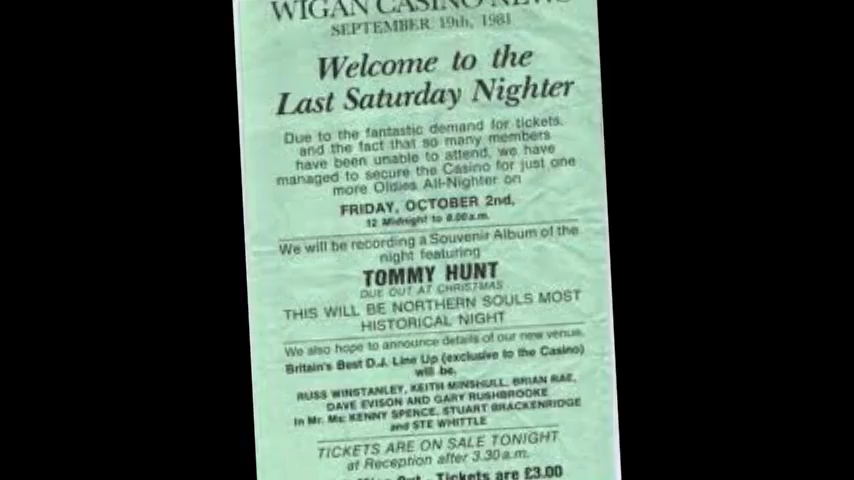 WIGAN CASINO NEWS
SEPTEMBER 19th, 1981
Welcome to the
Last Saturday Nighter
Due to the fantastic demand for tickets,
and the fact that so many members
have been unable to attend, we have
managed to secure the Casino for just one
more Oldies All-Nighter on
FRIDAY, OCTOBER 2nd,
12 Midnight to 8.00a.m.
We will be recording a Souvenir Album of the
night featuring
TOMMY HUNT
DUE OUT AT CHRISTMAS
THIS WILL BE NORTHERN SOULS MOST
HISTORICAL NIGHT
We also hope to announce details of our new venue.
Britain's Best D.J. Line Up (exclusive to the Casino)
will be,
RUSS WINSTANLEY, KEITH MINSHULL, BRIAN RAE,
DAVE EVISON AND GARY RUSHBROOKE
In Mr. Ms: KENNY SPENCE, STUART BRACKENRIDGE
and STE WHITTLE
TICKETS ARE ON SALE TONIGHT
at Reception after 3.30a.m.
Out - Tickets are £3.00